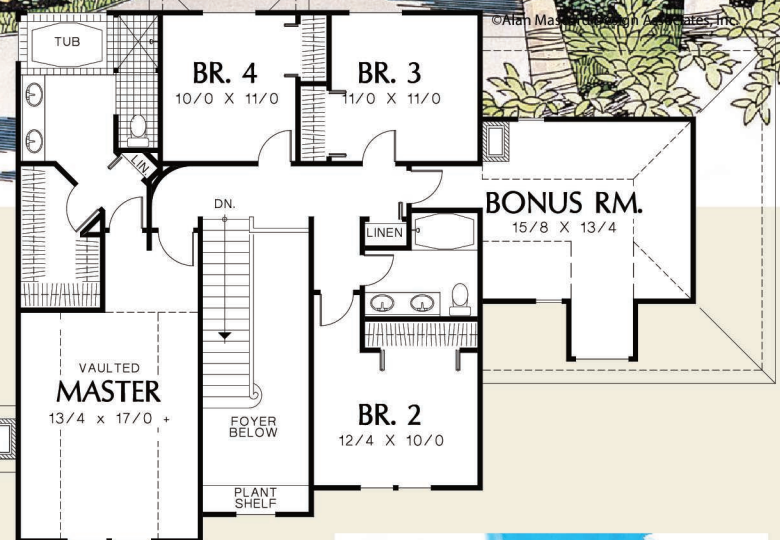 ©Alan Mascord Design Associates, Inc.
TUB
BR. 4
10/0 X 11/0
BR. 3
11/0 X 11/0
LIN.
DN.
LINEN
BONUS RM.
15/8 X 13/4
VAULTED
MASTER
13/4 x 17/0 +
FOYER
BELOW
BR. 2
12/4 X 10/0
PLANT
SHELF